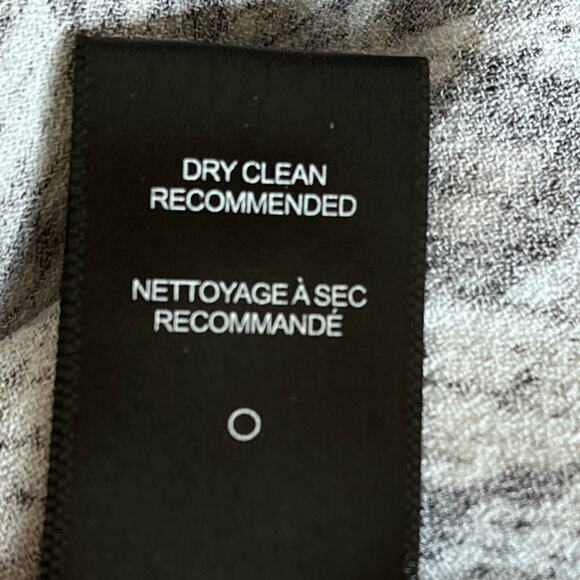 DRY CLEAN
RECOMMENDED
NETTOYAGE À SEC
RECOMMANDÉ